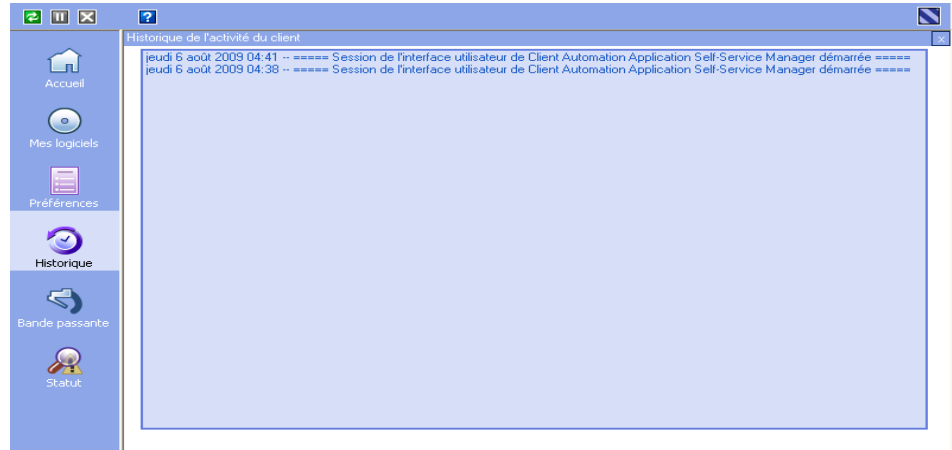 Historique de l'activité du client
jeudi 6 août 2009 04:41 -- ===== Session de l'interface utilisateur de Client Automation Application Self-Service Manager démarrée =====
jeudi 6 août 2009 04:38 -- ===== Session de l'interface utilisateur de Client Automation Application Self-Service Manager démarrée =====
Accueil
Mes logiciels
Préférences
Historique
Bande passante
Statut